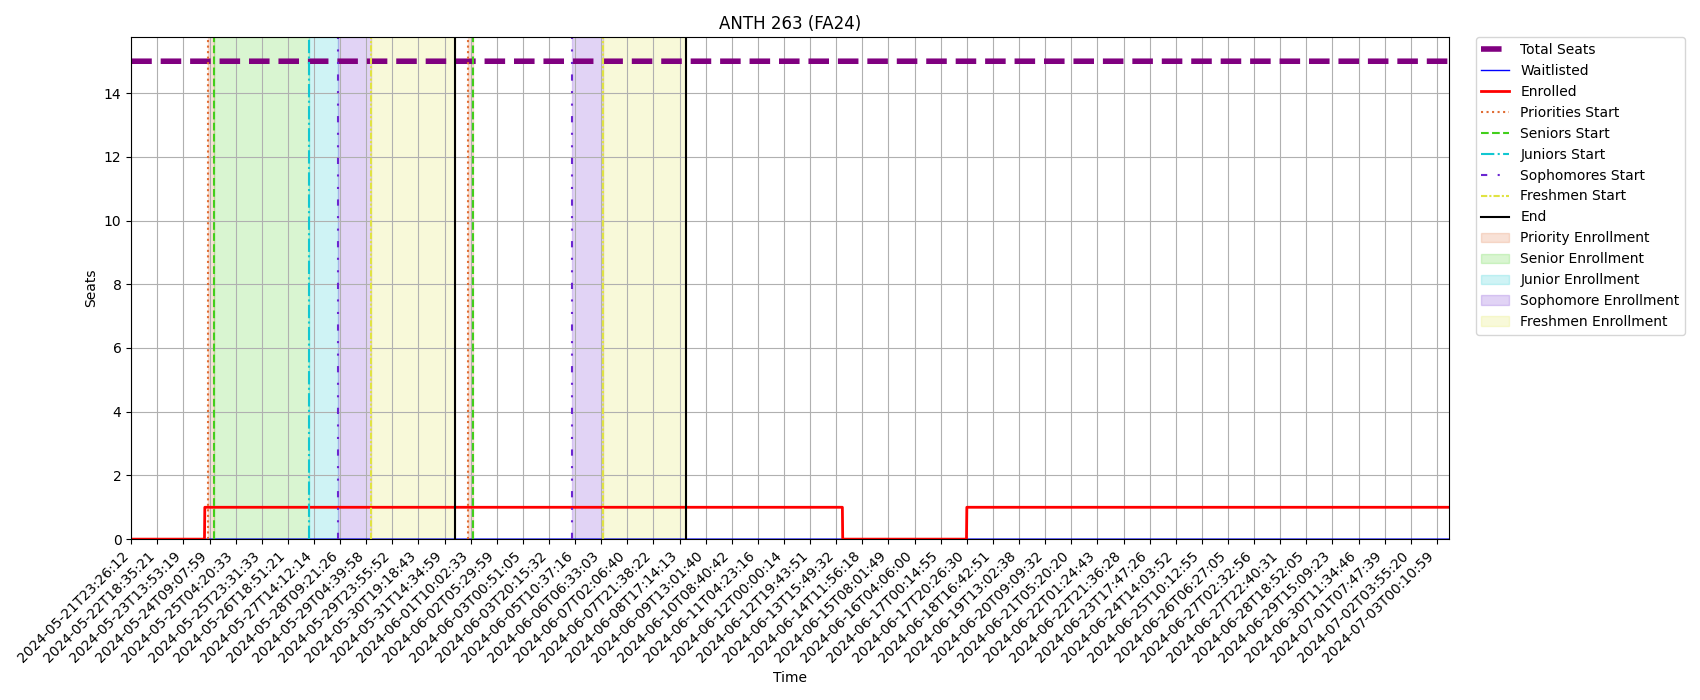 ANTH 263 (FA24)
Total Seats
Waitlisted
Enrolled
Priorities Start
Seniors Start
Juniors Start
Sophomores Start
Freshmen Start
End
Priority Enrollment
Senior Enrollment
Junior Enrollment
Sophomore Enrollment
Freshmen Enrollment
Seats
14
12
10
8
6
4
2
0
2024-05-21T23:26:12
2024-05-22T18:35:21
2024-05-23T13:53:19
2024-05-24T09:07:59
2024-05-25T04:20:33
2024-05-25T23:31:33
2024-05-26T18:51:21
2024-05-27T14:12:14
2024-05-28T09:21:26
2024-05-29T04:39:58
2024-05-29T23:55:52
2024-05-30T19:18:43
2024-05-31T14:34:59
2024-06-01T10:02:33
2024-06-02T05:29:59
2024-06-03T00:51:05
2024-06-03T20:15:32
2024-06-05T10:37:16
2024-06-06T06:33:03
2024-06-07T02:06:40
2024-06-07T21:38:22
2024-06-08T17:14:13
2024-06-09T13:01:40
2024-06-10T08:40:42
2024-06-11T04:23:16
2024-06-12T00:00:14
2024-06-12T19:43:51
2024-06-13T15:49:32
2024-06-14T11:56:18
2024-06-15T08:01:49
2024-06-16T04:06:00
2024-06-17T00:14:55
2024-06-17T20:26:30
2024-06-18T16:42:51
2024-06-19T13:02:38
2024-06-20T09:09:32
2024-06-21T05:20:20
2024-06-22T01:24:43
2024-06-22T21:36:28
2024-06-23T17:47:26
2024-06-24T14:03:52
2024-06-25T10:12:55
2024-06-26T06:27:05
2024-06-27T02:32:56
2024-06-27T22:40:31
2024-06-28T18:52:05
2024-06-29T15:09:23
2024-06-30T11:34:46
2024-07-01T07:47:39
2024-07-02T03:55:20
2024-07-03T00:10:59
Time